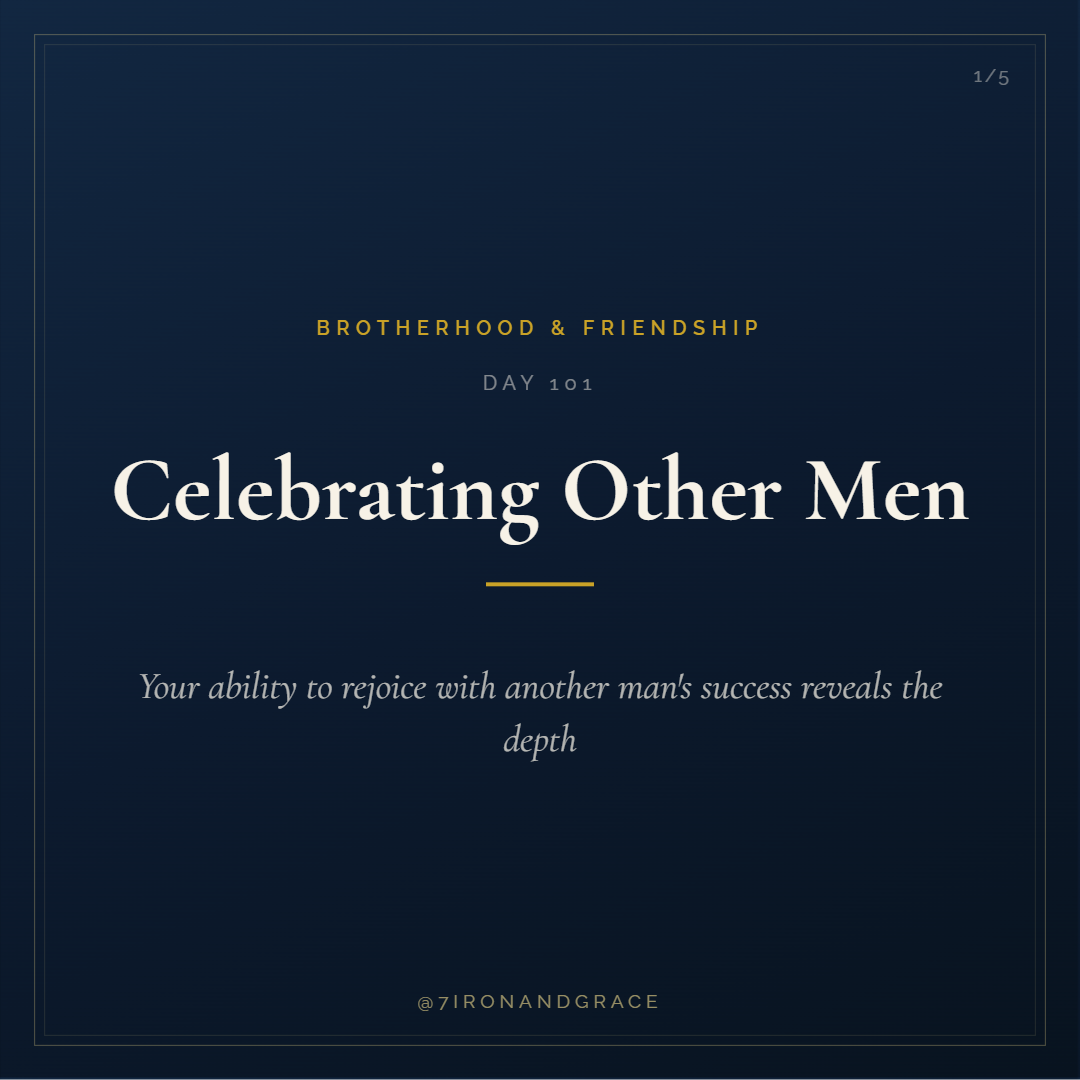 1/5
BROTHERHOOD & FRIENDSHIP
DAY 101
Celebrating Other Men
Your ability to rejoice with another man's success reveals the
depth
@7IRONANDGRACE